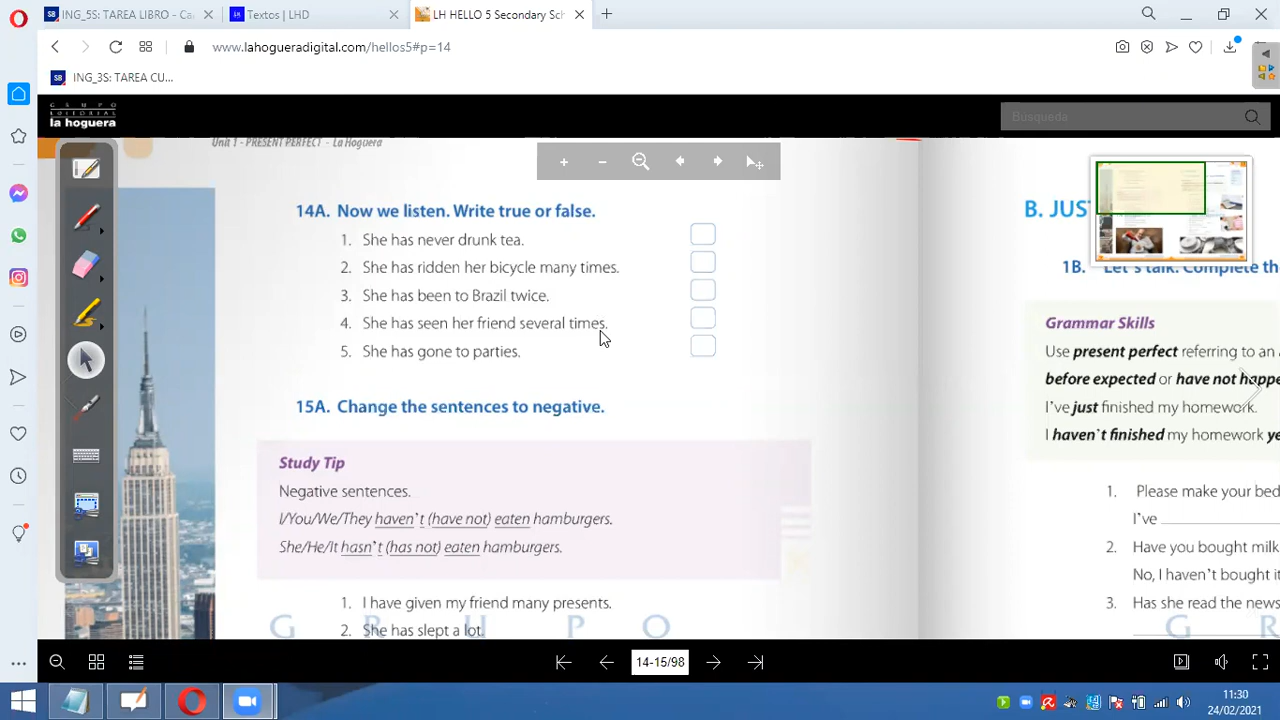 ING_5S: TAREA LIBRO - Ca
Textos | LHD
LH HELLO 5 Secondary Sch
www.lahogueradigital.com/hellos5#p=14
ING_3S: TAREA CU...
GRUPO
EDITORIAL
la hoguera
Búsqueda
Unit 1 - PRESENT PERFECT - La Hoguera
14A. Now we listen. Write true or false.
1. She has never drunk tea.
2. She has ridden her bicycle many times.
3. She has been to Brazil twice.
4. She has seen her friend several times.
5. She has gone to parties.
15A. Change the sentences to negative.
Study Tip
Negative sentences.
I/You/We/They haven't (have not) eaten hamburgers.
She/He/It hasn't (has not) eaten hamburgers.
1. I have given my friend many presents.
2. She has slept a lot.
G R U P O
B. JUS
1B. Let's talk. Complete the
Grammar Skills
Use present perfect referring to an
before expected or have not happe
I've just finished my homework.
I haven't finished my homework ye
1. Please make your bed
I've
2. Have you bought milk
No, I haven't bought it
3. Has she read the news
G R
14-15/98
11:30
24/02/2021